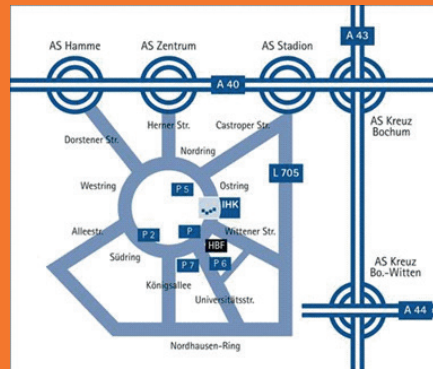 A 43
AS Hamme
AS Zentrum
AS Stadion
A 40
AS Kreuz
Bochum
Herner Str.
Castroper Str.
Dorstener Str.
Nordring
L 705
Westring
P 5
Ostring
IHK
Alleestr.
P 2
P
Wittener Str.
HBF
Südring
P 7
P 6
AS Kreuz
Bo.-Witten
Königsallee
Universitätsstr.
A 44
Nordhausen-Ring